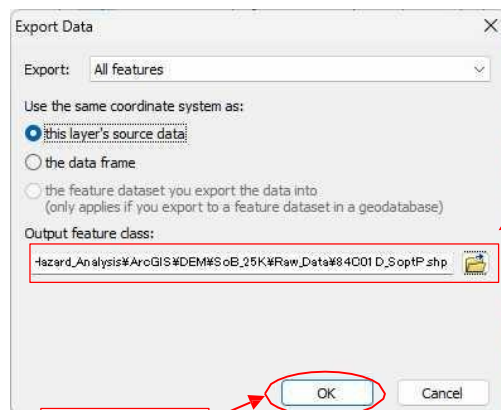 Export Data
Export: All features
Use the same coordinate system as:
this layer's source data
the data frame
the feature dataset you export the data into
(only applies if you export to a feature dataset in a geodatabase)
Output feature class:
Hazard_Analysis¥ArcGIS¥DEM¥SoB_25K¥Raw_Data¥84C01D_SoptP.shp
OK Cancel